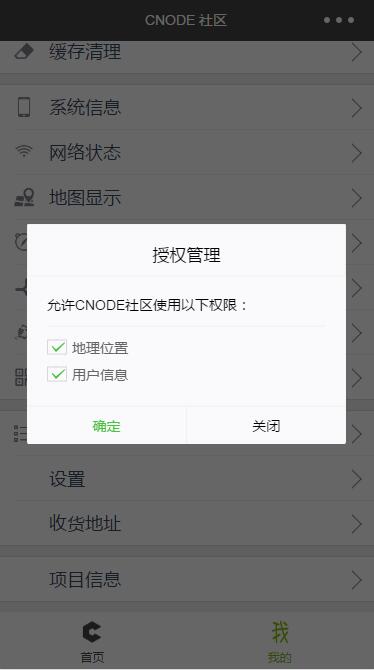 CNODE 社区
缓存清理
系统信息
网络状态
地图显示
授权管理
允许CNODE社区使用以下权限：
地理位置
用户信息
确定
关闭
设置
收货地址
项目信息
首页
我的
我的